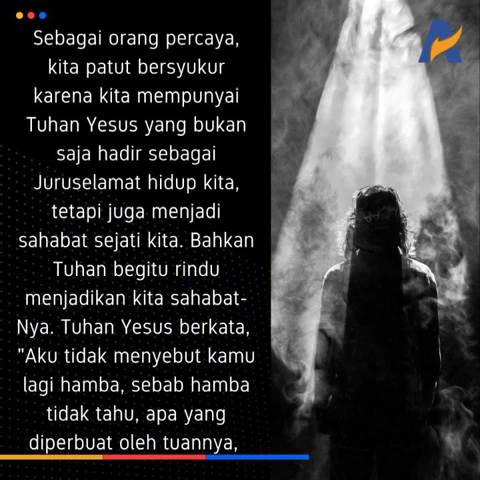 Sebagai orang percaya,
kita patut bersyukur
karena kita mempunyai
Tuhan Yesus yang bukan
saja hadir sebagai
Juruselamat hidup kita,
tetapi juga menjadi
sahabat sejati kita. Bahkan
Tuhan begitu rindu
menjadikan kita sahabat-
Nya. Tuhan Yesus berkata,
"Aku tidak menyebut kamu
lagi hamba, sebab hamba
tidak tahu, apa yang
diperbuat oleh tuannya,